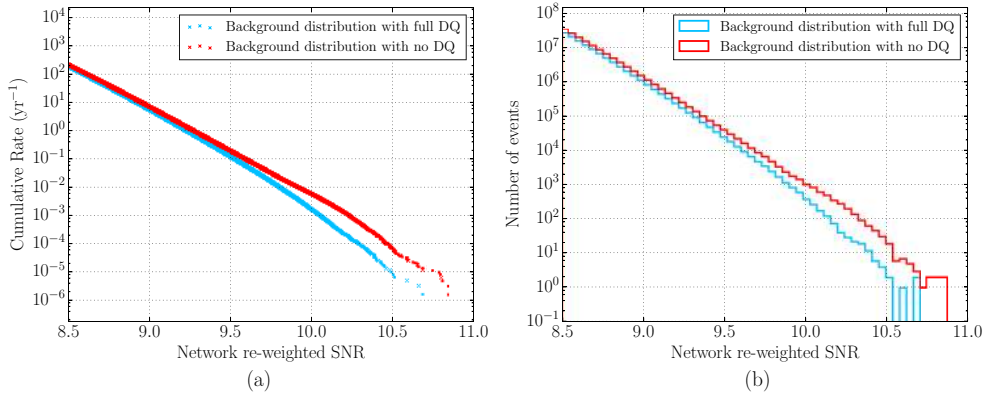 10^4
10^3
10^2
10^1
10^0
10^−1
10^−2
10^−3
10^−4
10^−5
10^−6
Cumulative Rate (yr^−1)
Background distribution with full DQ
Background distribution with no DQ
8.5 9.0 9.5 10.0 10.5 11.0
Network re-weighted SNR
(a)
10^8
10^7
10^6
10^5
10^4
10^3
10^2
10^1
10^0
10^−1
Number of events
Background distribution with full DQ
Background distribution with no DQ
8.5 9.0 9.5 10.0 10.5 11.0
Network re-weighted SNR
(b)